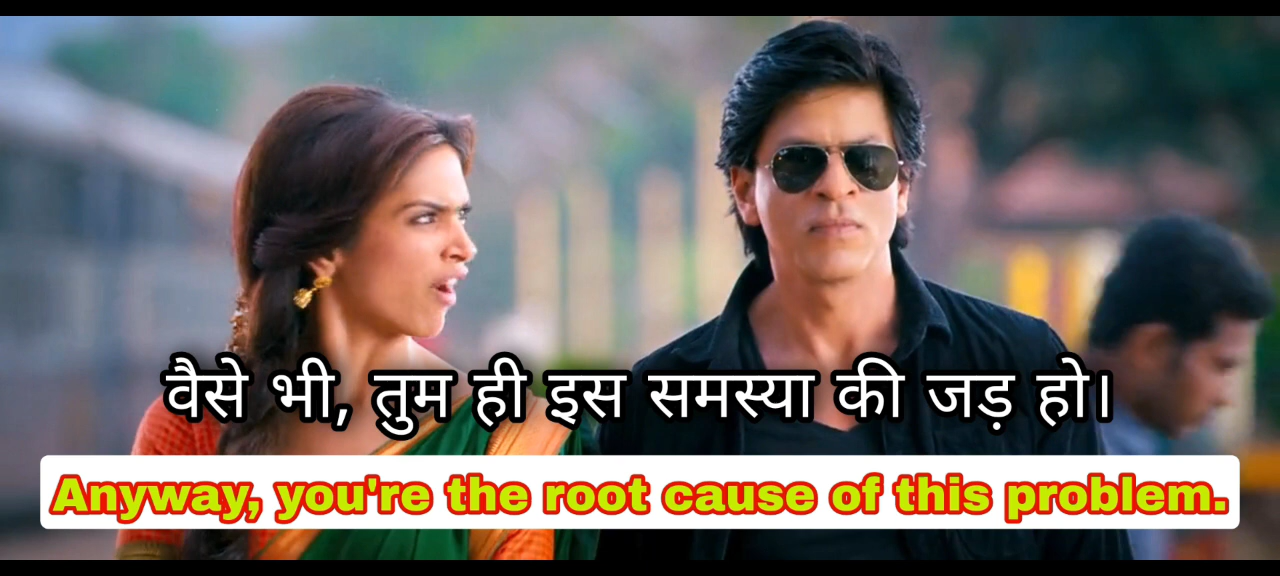 वैसे भी, तुम ही इस समस्या की जड़ हो।
Anyway, you're the root cause of this problem.